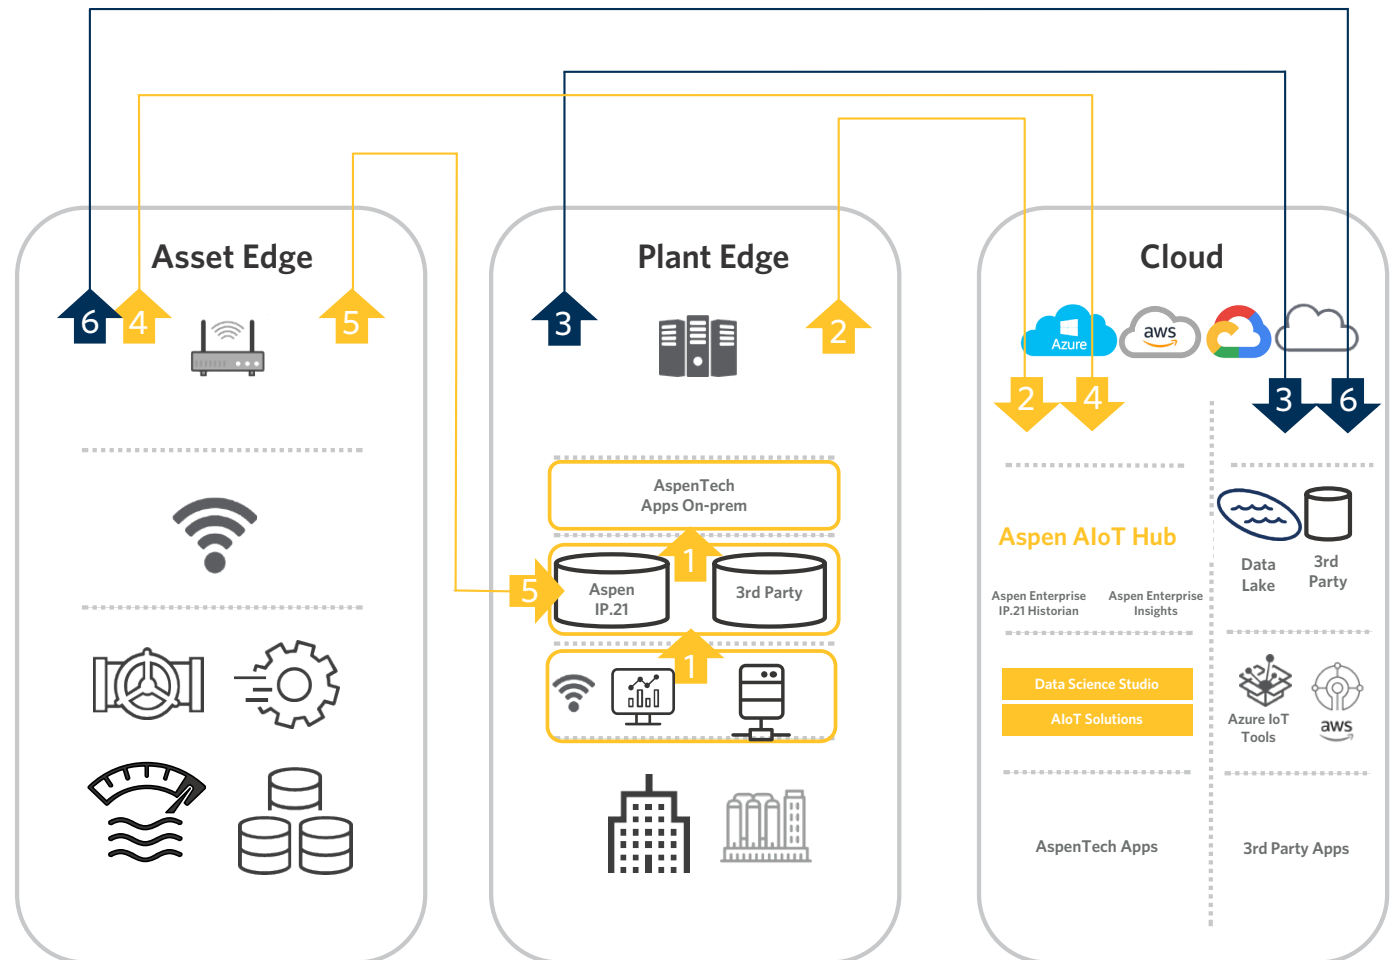 Asset Edge
6
4
5
Plant Edge
3
2
AspenTech
Apps On-prem
1
5
Aspen
IP.21
3rd Party
1
Cloud
Azure
aws
2
4
3
6
Aspen AIoT Hub
Aspen Enterprise
IP.21 Historian
Aspen Enterprise
Insights
Data Science Studio
AIoT Solutions
AspenTech Apps
Data
Lake
3rd
Party
Azure IoT
Tools
aws
3rd Party Apps